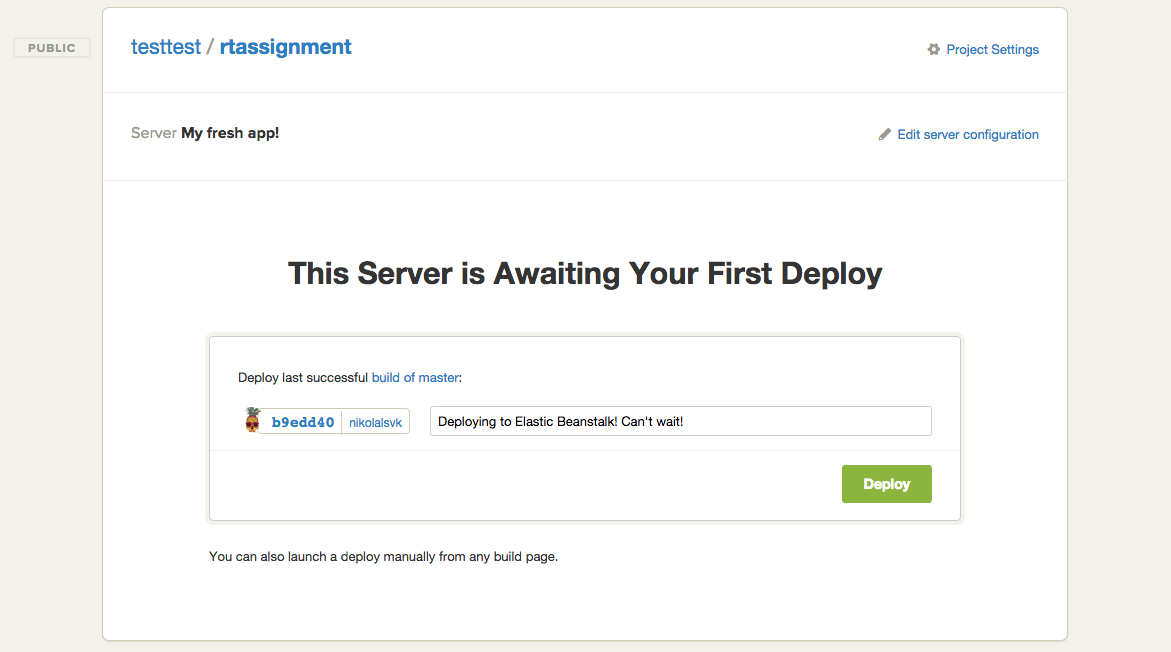 PUBLIC
testtest / rtassignment
Project Settings
Server My fresh app!
Edit server configuration
This Server is Awaiting Your First Deploy
Deploy last successful build of master:
b9edd40 nikolalsvk
Deploying to Elastic Beanstalk! Can't wait!
Deploy
You can also launch a deploy manually from any build page.